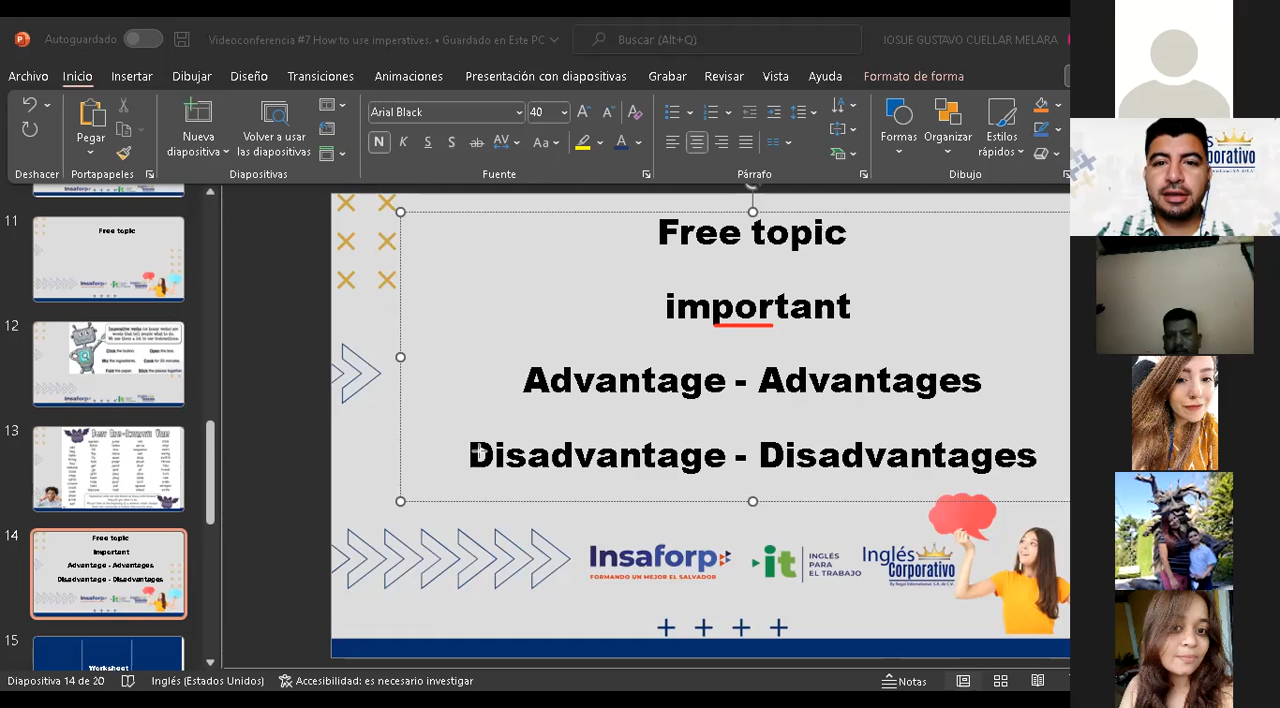 Autoguardado
Videoconferencia #7 How to use imperatives. • Guardado en Este PC
Buscar (Alt+Q)
IOSUE GUSTAVO CUELLAR MELARA
Archivo Inicio Insertar Dibujar Diseño Transiciones Animaciones Presentación con diapositivas Grabar Revisar Vista Ayuda Formato de forma
Pegar
Nueva diapositiva
Volver a usar las diapositivas
Arial Black 40
N K S S ab AV Aa A
Formas Organizar Estilos rápidos
Deshacer Portapapeles Diapositivas Fuente Párrafo Dibujo
11
Free topic
12
13
14
Free topic
Important
Advantage - Advantages
Disadvantage - Disadvantages
15
Worksheet
Free topic
important
Advantage - Advantages
Disadvantage - Disadvantages
Insaforp
FORMANDO UN MEJOR EL SALVADOR
it
INGLÉS
PARA
EL TRABAJO
Inglés
Corporativo
Diapositiva 14 de 20 Inglés (Estados Unidos) Accesibilidad: es necesario investigar Notas